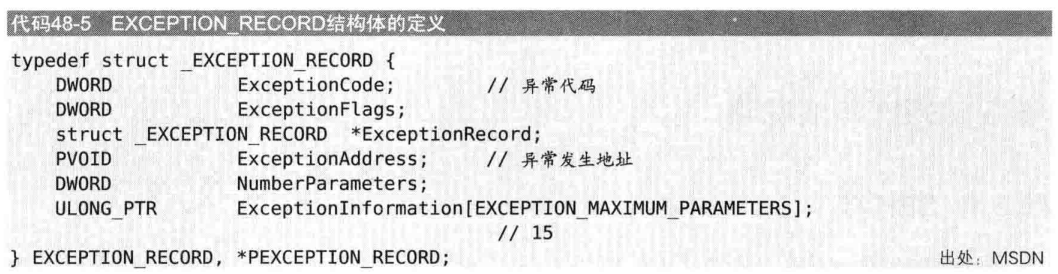 代码48-5 EXCEPTION_RECORD结构体的定义
typedef struct _EXCEPTION_RECORD {
    DWORD           ExceptionCode;        // 异常代码
    DWORD           ExceptionFlags;
    struct _EXCEPTION_RECORD  *ExceptionRecord;
    PVOID           ExceptionAddress;     // 异常发生地址
    DWORD           NumberParameters;
    ULONG_PTR       ExceptionInformation[EXCEPTION_MAXIMUM_PARAMETERS];
                                          // 15
} EXCEPTION_RECORD, *PEXCEPTION_RECORD; 出处：MSDN